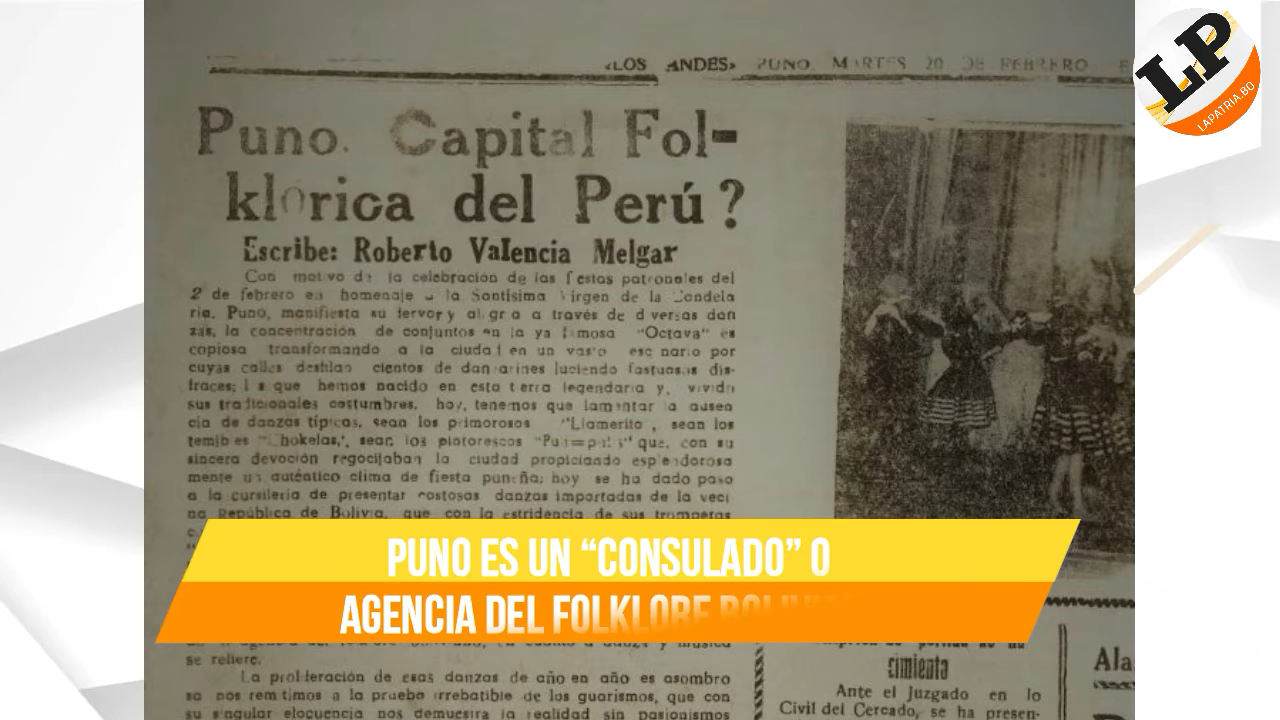 LP
LAPATRIA.BO
«LOS ANDES» PUNO, MARTES 20 DE FEBRERO
Puno. Capital Fol-
klórica del Perú?
Escribe: Roberto Valencia Melgar
Con motivo de la celebración de las fiestas patronales del
2 de febrero en homenaje a la Santísima Virgen de la Candela
ria. Puno, manifiesta su fervor y alegra a través de diversas dan
zas, la concentración de conjuntos en la ya famosa "Octava" es
copiosa transformando a la ciudad en un vasto escenario por
cuyas calles desfilan cientos de danzarines luciendo fastuosos dis-
fraces; los que hemos nacido en esta tierra legendaria y, vivido
sus tradicionales costumbres, hoy, tenemos que lamentar la ausen
cia de danzas típicas, sean los primorosos "Llamerito, sean los
temibles "Chokelas,", sean los pintorescos que, con su
sincera devoción regocijaban la ciudad propiciando esplendorosa
mente un auténtico clima de fiesta puneña; hoy se ha dado paso
a la cursilería de presentar costosas danzas importadas de la veci
na República de Bolivia, que con la estridencia de sus trompetas
PUNO ES UN “CONSULADO” O
AGENCIA DEL FOLKLORE
danza y música
se refiere.
La proliferación de esas danzas de año en año es asombro
sa nos remitimos a la prueba irrebatible de los guarismos, que con
su singular elocuencia nos demuestra la realidad sin pasionismos
cimiento
Ante el Juzgado en lo
Civil del Cercado, se ha presen-
Ala